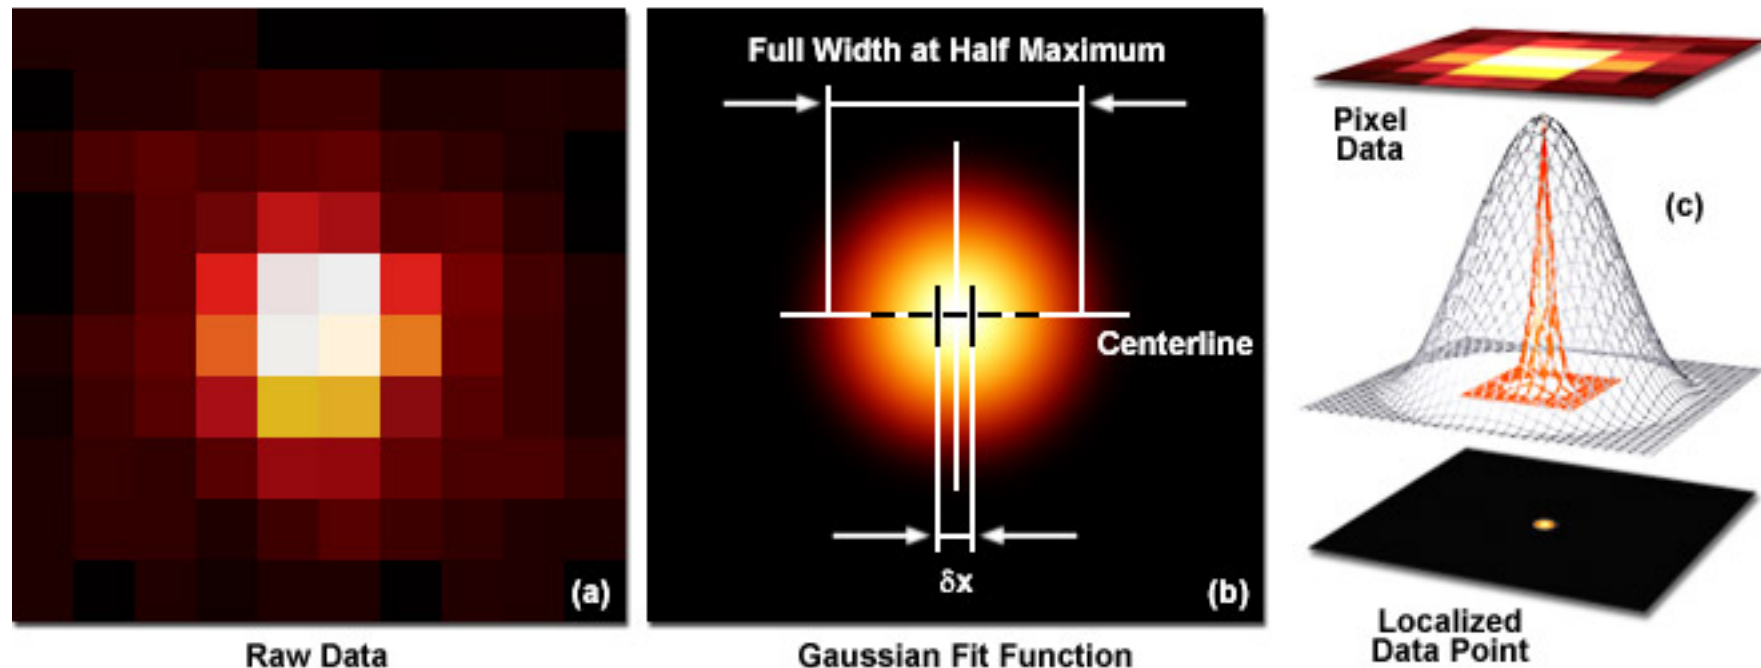 (a)
Raw Data
Full Width at Half Maximum
Centerline
δx
(b)
Gaussian Fit Function
Pixel
Data
(c)
Localized
Data Point